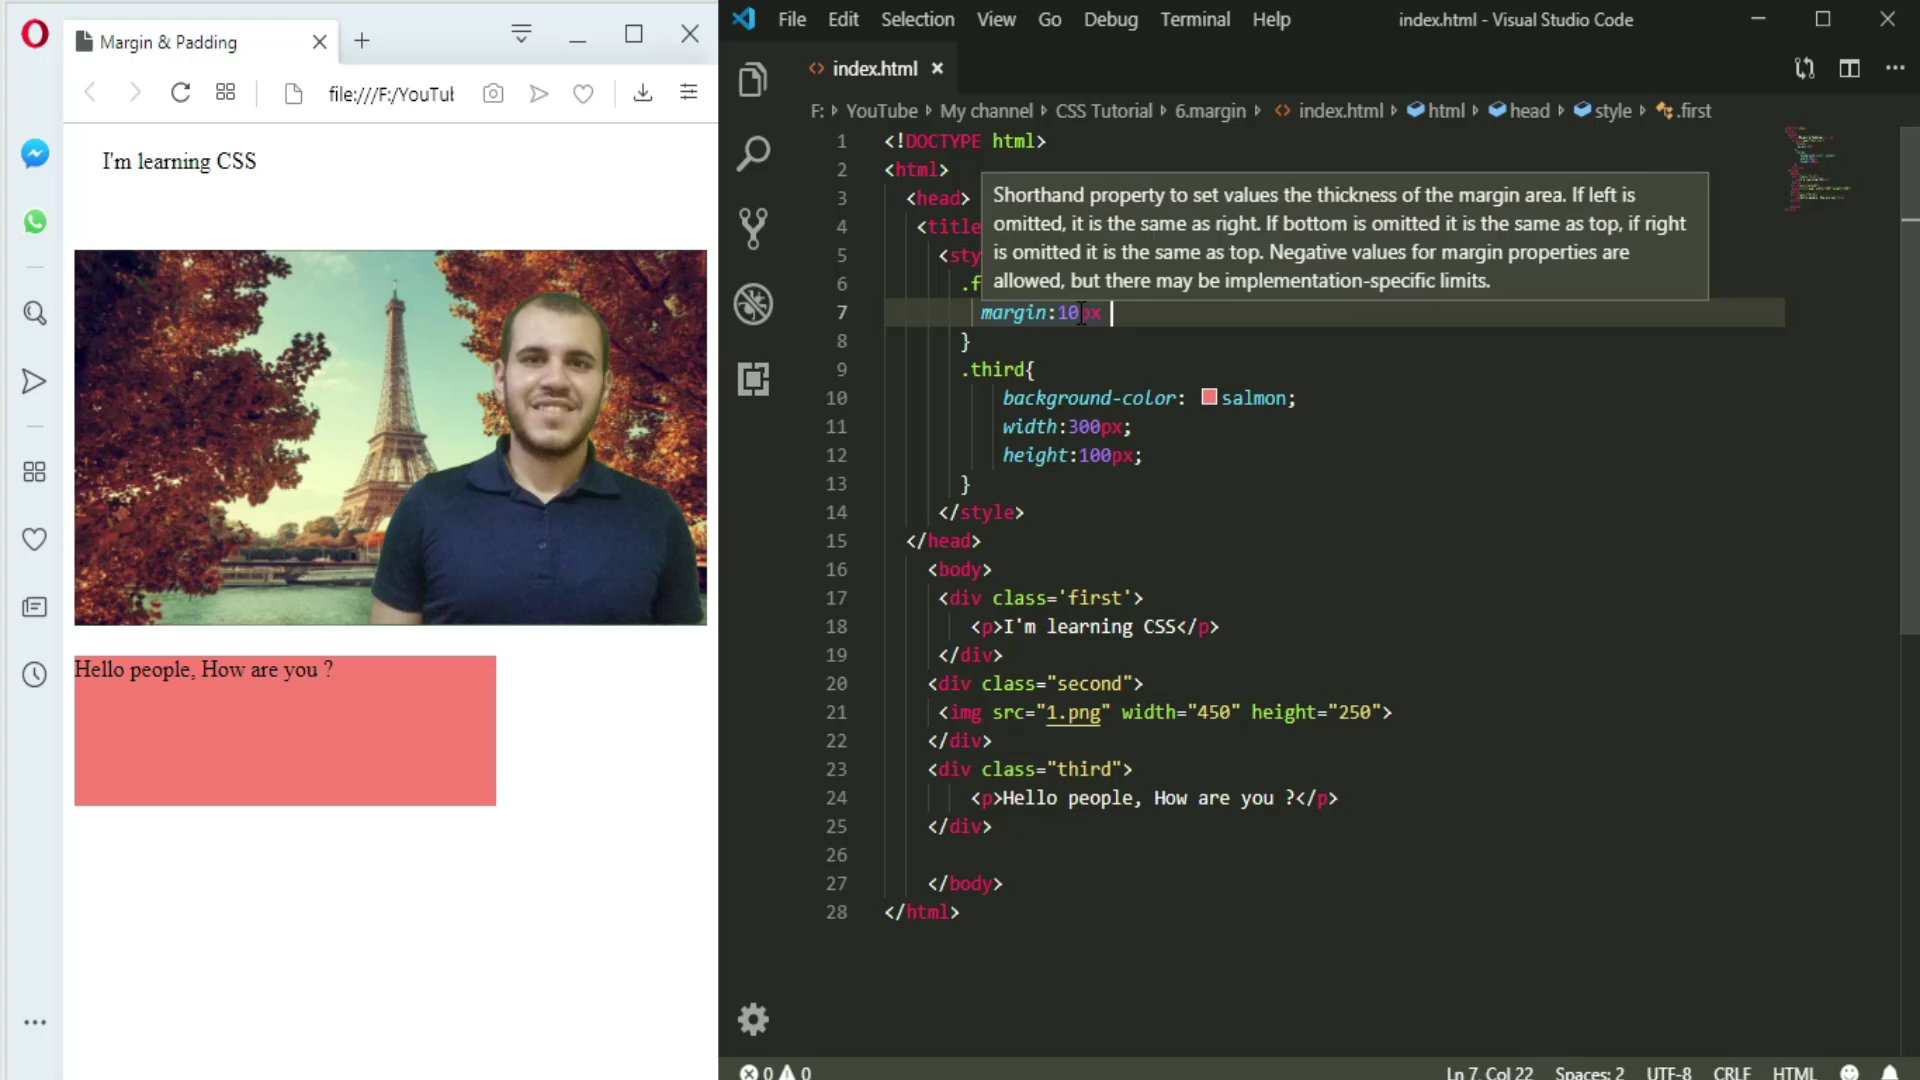 Margin & Padding
file:///F:/YouTul
I'm learning CSS
Hello people, How are you ?
File Edit Selection View Go Debug Terminal Help
index.html - Visual Studio Code
index.html
F: YouTube My channel CSS Tutorial 6.margin index.html html head style .first
1 <!DOCTYPE html>
2 <html>
3 <head>
4 <title
5 <sty
6 .f
Shorthand property to set values the thickness of the margin area. If left is
omitted, it is the same as right. If bottom is omitted it is the same as top, if right
is omitted it is the same as top. Negative values for margin properties are
allowed, but there may be implementation-specific limits.
7 margin:10px
8 }
9 .third{
10 background-color: salmon;
11 width:300px;
12 height:100px;
13 }
14 </style>
15 </head>
16 <body>
17 <div class='first'>
18 <p>I'm learning CSS</p>
19 </div>
20 <div class="second">
21 <img src="1.png" width="450" height="250">
22 </div>
23 <div class="third">
24 <p>Hello people, How are you ?</p>
25 </div>
26
27 </body>
28 </html>
0 0
Ln 7, Col 22 Spaces: 2 UTF-8 CRLF HTML